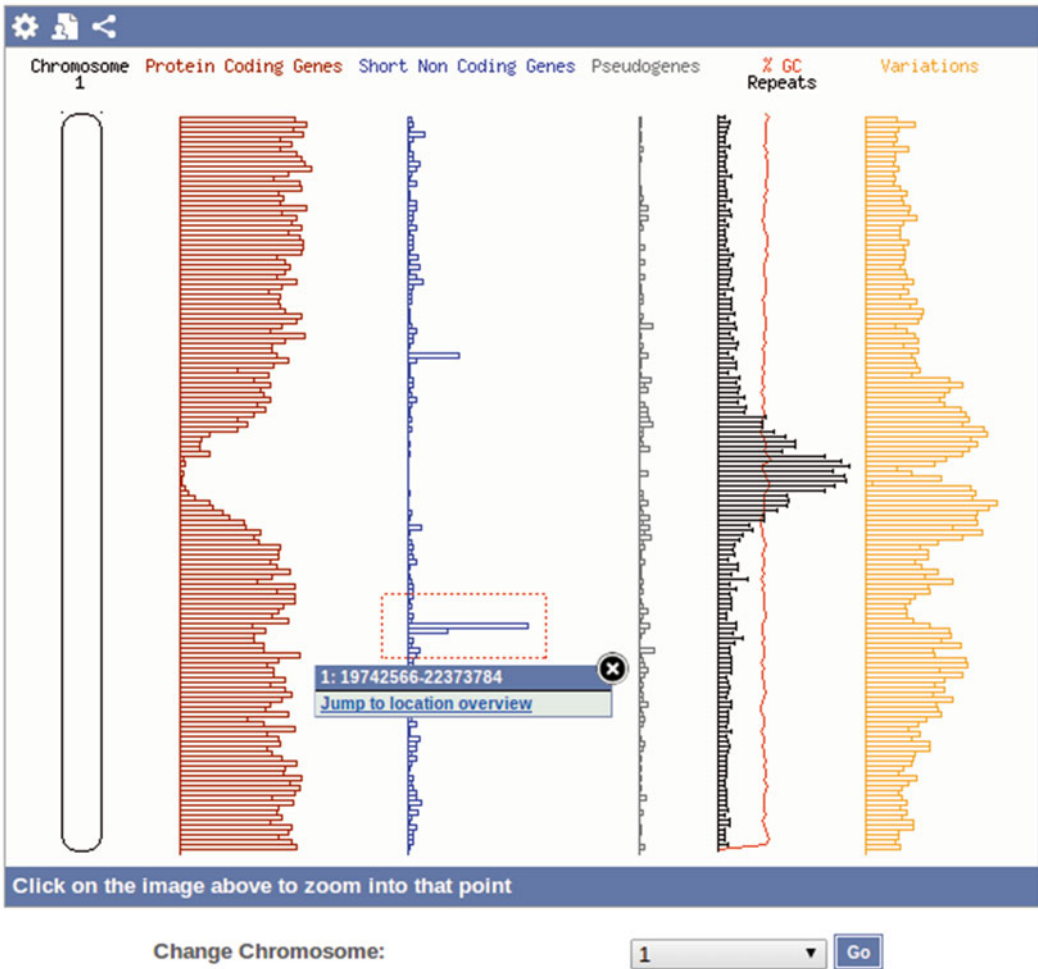 Chromosome
1
Protein Coding Genes
Short Non Coding Genes
Pseudogenes
% GC
Repeats
Variations
1: 19742566-22373784
Jump to location overview
Click on the image above to zoom into that point
Change Chromosome:
1
Go